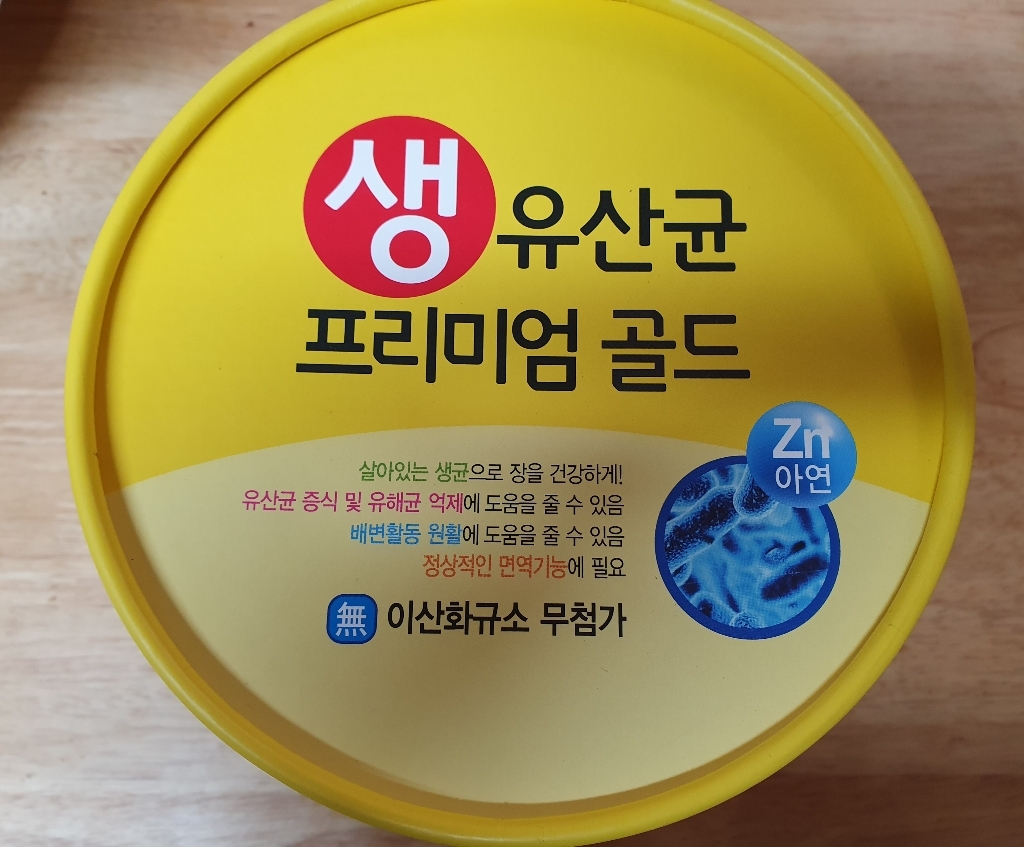 생유산균
프리미엄 골드
Zn
아연
살아있는 생균으로 장을 건강하게!
유산균 증식 및 유해균 억제에 도움을 줄 수 있음
배변활동 원활에 도움을 줄 수 있음
정상적인 면역기능에 필요
無 이산화규소 무첨가